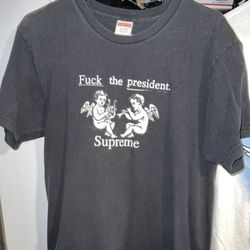 Fuck the president.
Supreme